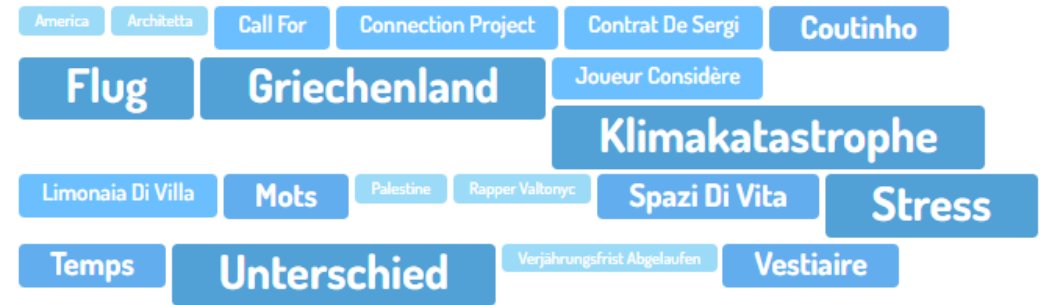 America Architetta Call For Connection Project Contrat De Sergi Coutinho
Flug Griechenland Joueur Considère
Klimakatastrophe
Limonaia Di Villa Mots Palestine Rapper Valtonyc Spazi Di Vita Stress
Temps Unterschied Verjährungsfrist Abgelaufen Vestiaire